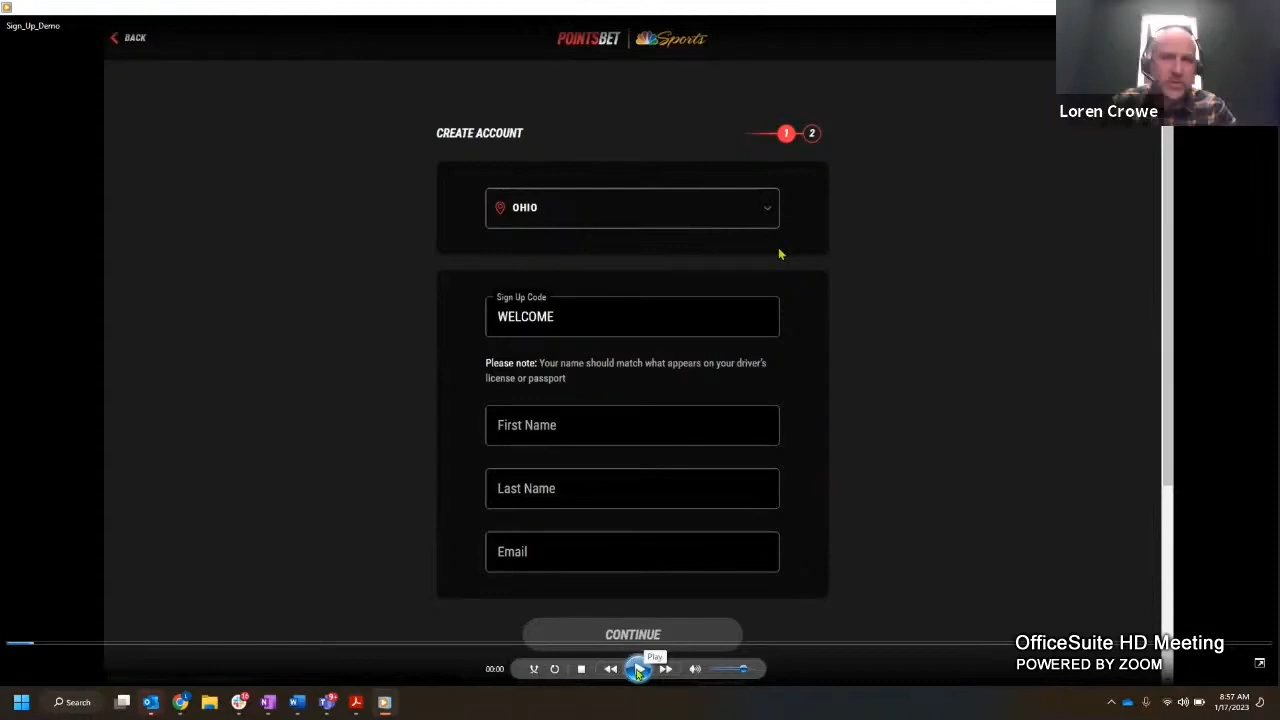 Sign_Up_Demo
BACK
POINTSBET | NBC Sports
Loren Crowe
CREATE ACCOUNT
1 2
OHIO
Sign Up Code
WELCOME
Please note: Your name should match what appears on your driver's
license or passport
First Name
Last Name
Email
CONTINUE
OfficeSuite HD Meeting
Play
POWERED BY ZOOM
00:00
Search
8:57 AM
1/17/2023